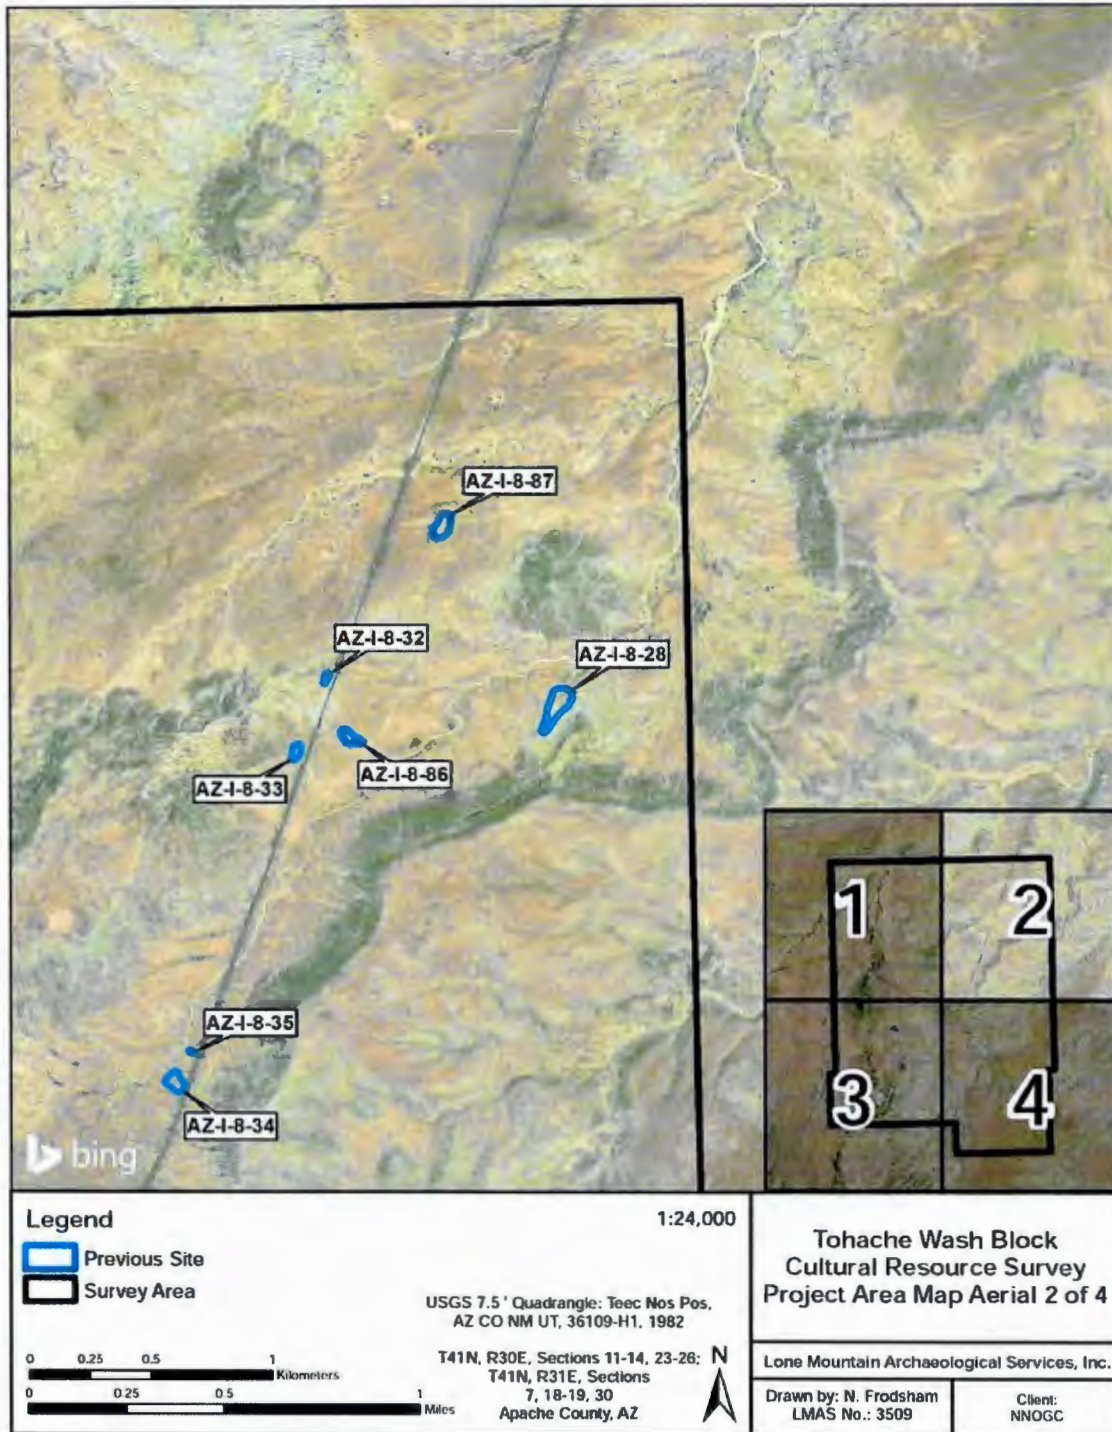 AZ-I-8-87
AZ-I-8-32
AZ-I-8-28
AZ-I-8-33
AZ-I-8-86
AZ-I-8-35
AZ-I-8-34
bing
1
2
3
4
Legend
1:24,000
Previous Site
Survey Area
USGS 7.5 ' Quadrangle: Teec Nos Pos,
AZ CO NM UT, 36109-H1, 1982
T41N, R30E, Sections 11-14, 23-26;
T41N, R31E, Sections
7, 18-19, 30
Apache County, AZ
N
0 0.25 0.5 1
Kilometers
0 0.25 0.5 1
Miles
Tohache Wash Block
Cultural Resource Survey
Project Area Map Aerial 2 of 4
Lone Mountain Archaeological Services, Inc.
Drawn by: N. Frodsham
LMAS No.: 3509
Client:
NNOGC